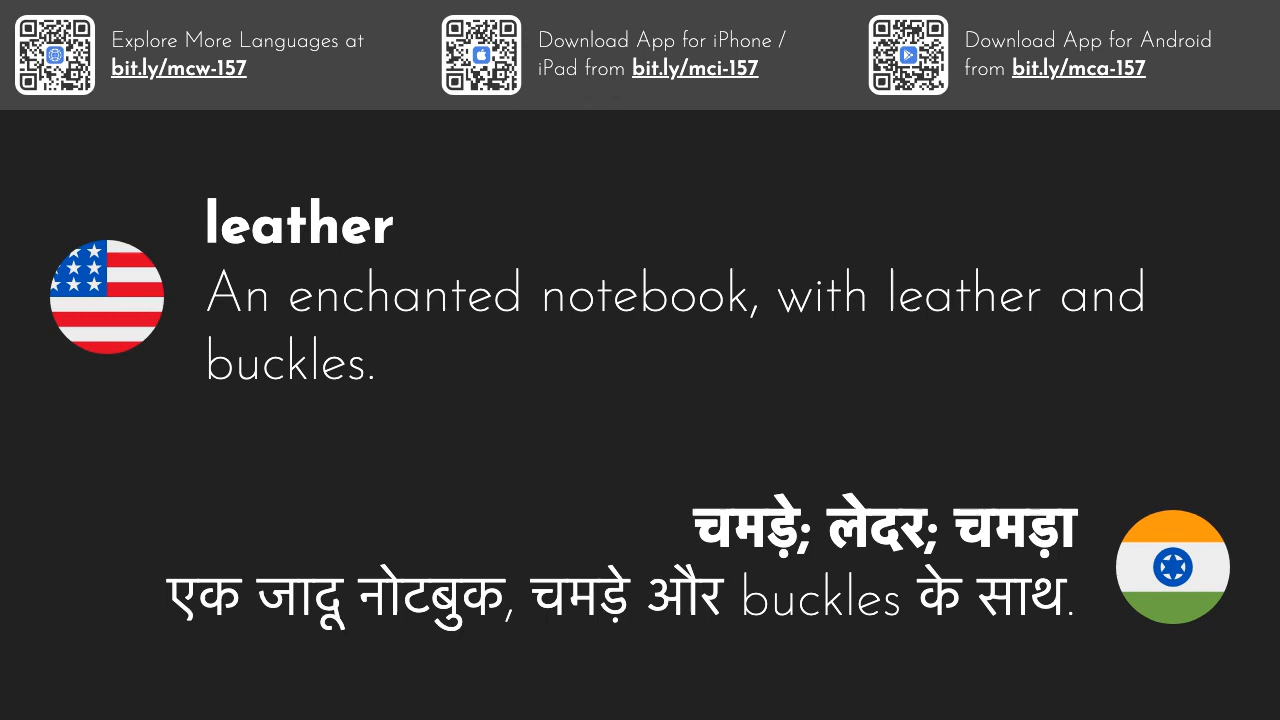 Explore More Languages at
bit.ly/mcw-157
Download App for iPhone /
iPad from bit.ly/mci-157
Download App for Android
from bit.ly/mca-157
leather
An enchanted notebook, with leather and
buckles.
चमड़े; लेदर; चमड़ा
एक जादू नोटबुक, चमड़े और buckles के साथ.